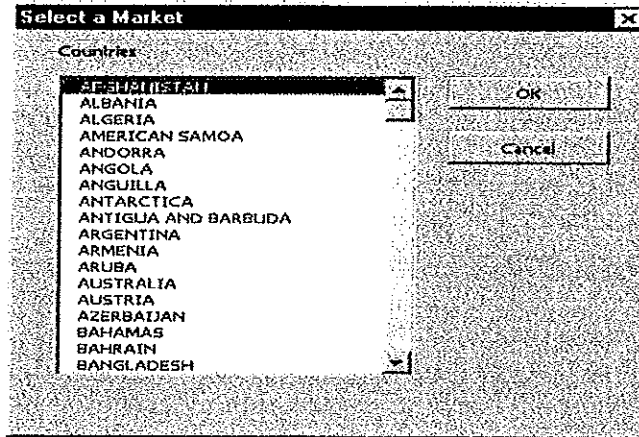 Select a Market
Countries
AFGHANISTAN
ALBANIA
ALGERIA
AMERICAN SAMOA
ANDORRA
ANGOLA
ANGUILLA
ANTARCTICA
ANTIGUA AND BARBUDA
ARGENTINA
ARMENIA
ARUBA
AUSTRALIA
AUSTRIA
AZERBAIJAN
BAHAMAS
BAHRAIN
BANGLADESH
OK
Cancel